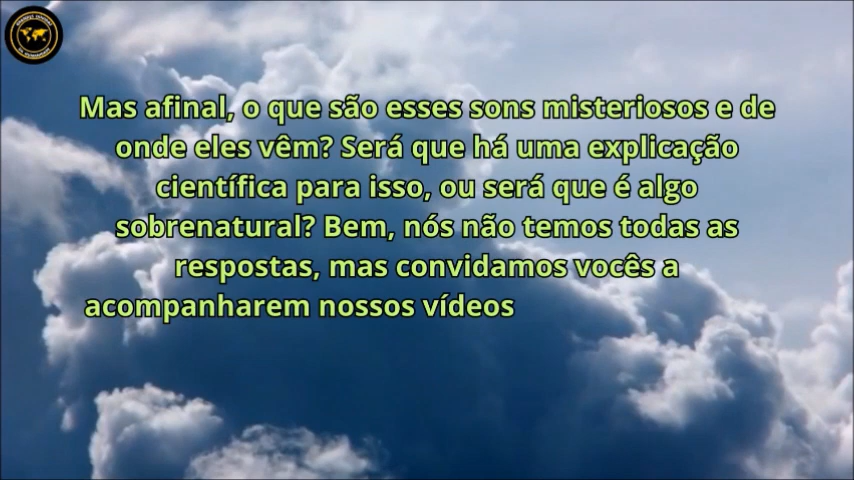 Mas afinal, o que são esses sons misteriosos e de
onde eles vêm? Será que há uma explicação
científica para isso, ou será que é algo
sobrenatural? Bem, nós não temos todas as
respostas, mas convidamos vocês a
acompanharem nossos vídeos